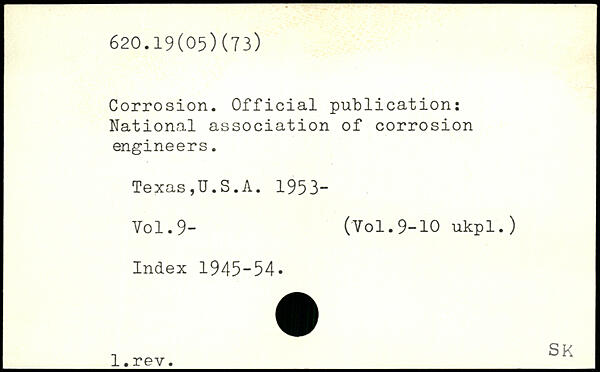 620.19(05)(73)
Corrosion. Official publication:
National association of corrosion
engineers.
Texas,U.S.A. 1953-
Vol.9- (Vol.9-10 ukpl.)
Index 1945-54.
1.rev. SK